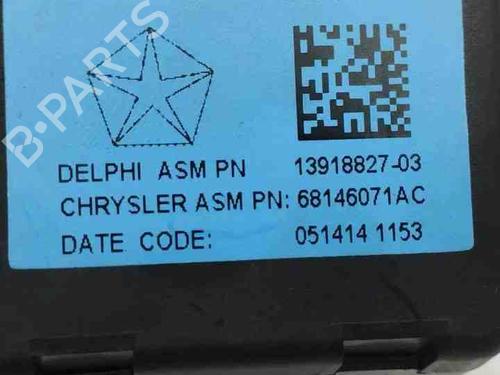 DELPHI ASM PN 13918827-03
CHRYSLER ASM PN: 68146071AC
DATE CODE: 051414 1153
B-PARTS